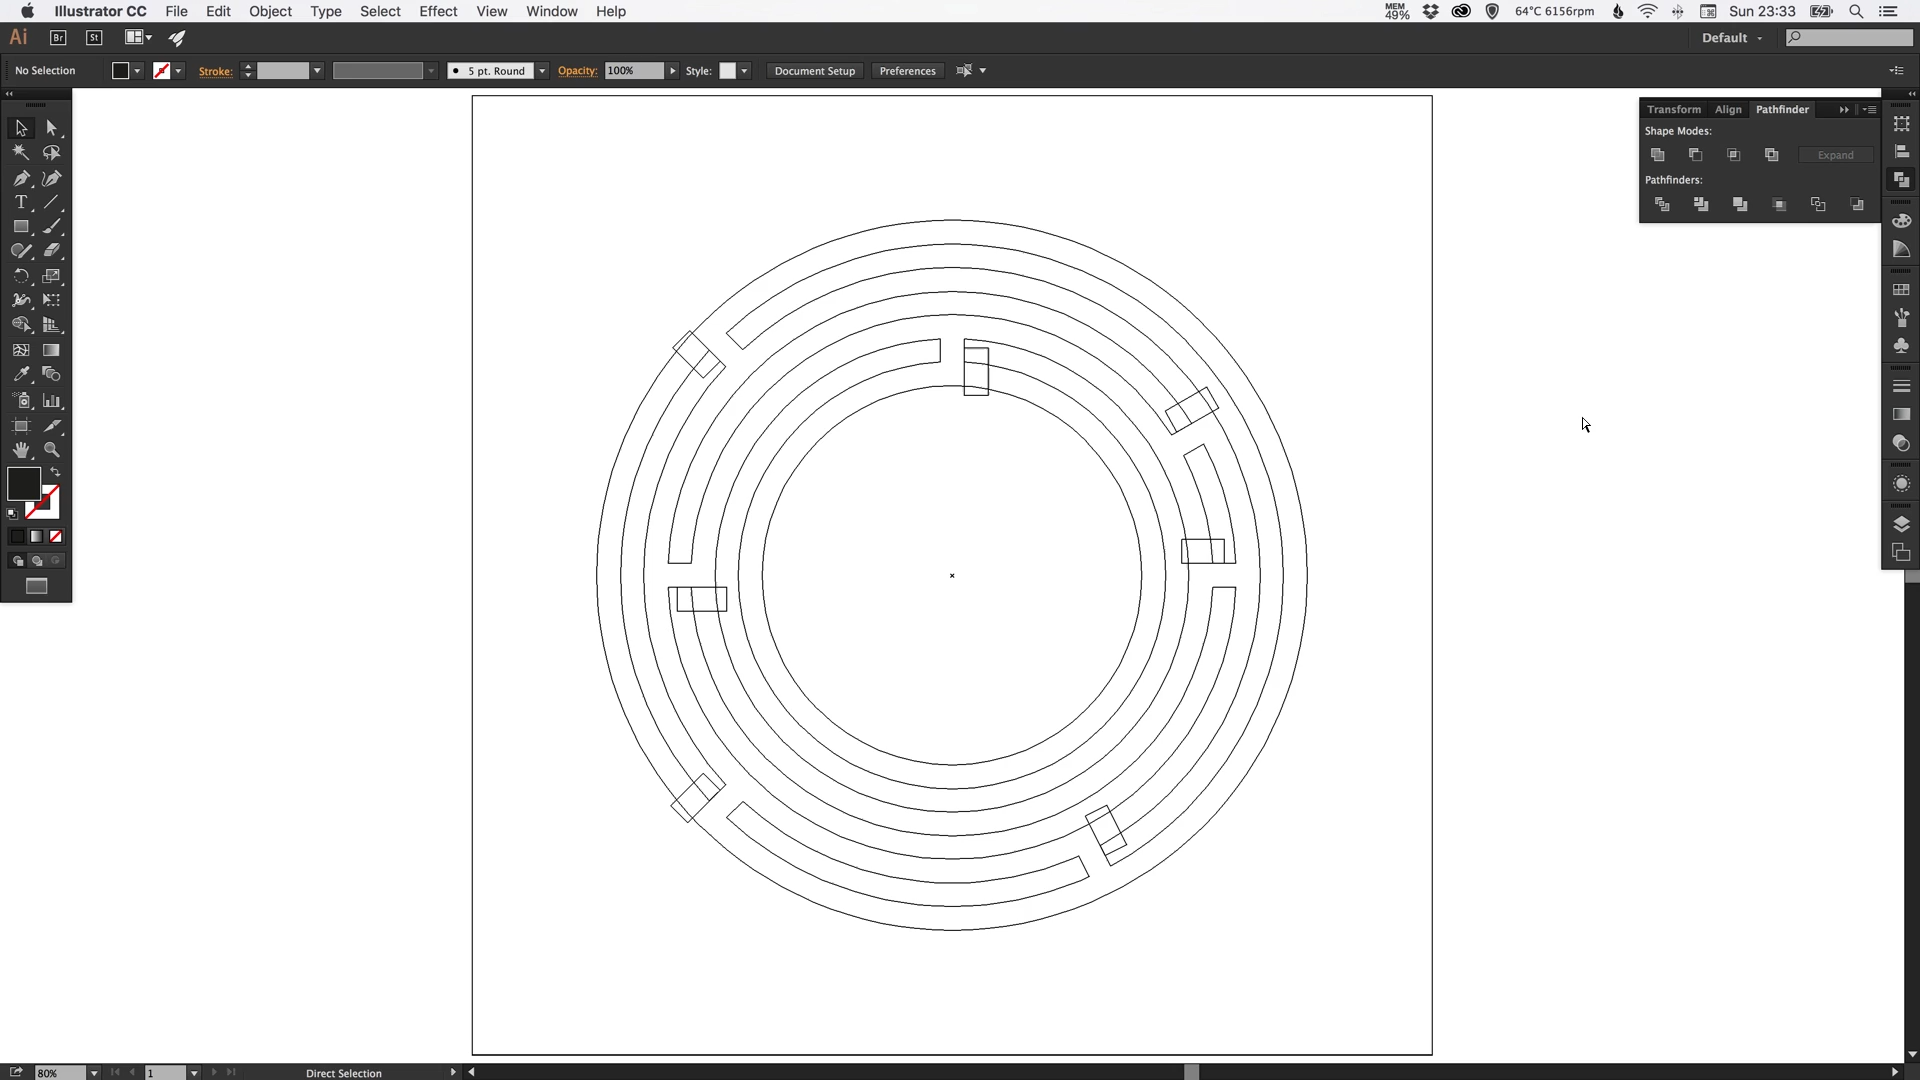 Illustrator CC File Edit Object Type Select Effect View Window Help MEM 49% 64°C 6156rpm Sun 23:33
Ai Br St Default
No Selection Stroke: 5 pt. Round Opacity: 100% Style: Document Setup Preferences
Transform Align Pathfinder
Shape Modes:
Expand
Pathfinders:
80% 1 Direct Selection